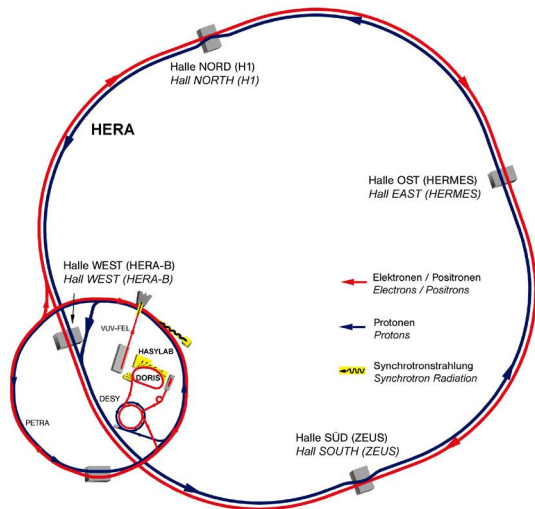 Halle NORD (H1)
Hall NORTH (H1)
HERA
Halle OST (HERMES)
Hall EAST (HERMES)
Halle WEST (HERA-B)
Hall WEST (HERA-B)
Elektronen / Positronen
Electrons / Positrons
VUV-FEL
Protonen
Protons
HASYLAB
DORIS
Synchrotronstrahlung
Synchrotron Radiation
DESY
PETRA
Halle SÜD (ZEUS)
Hall SOUTH (ZEUS)